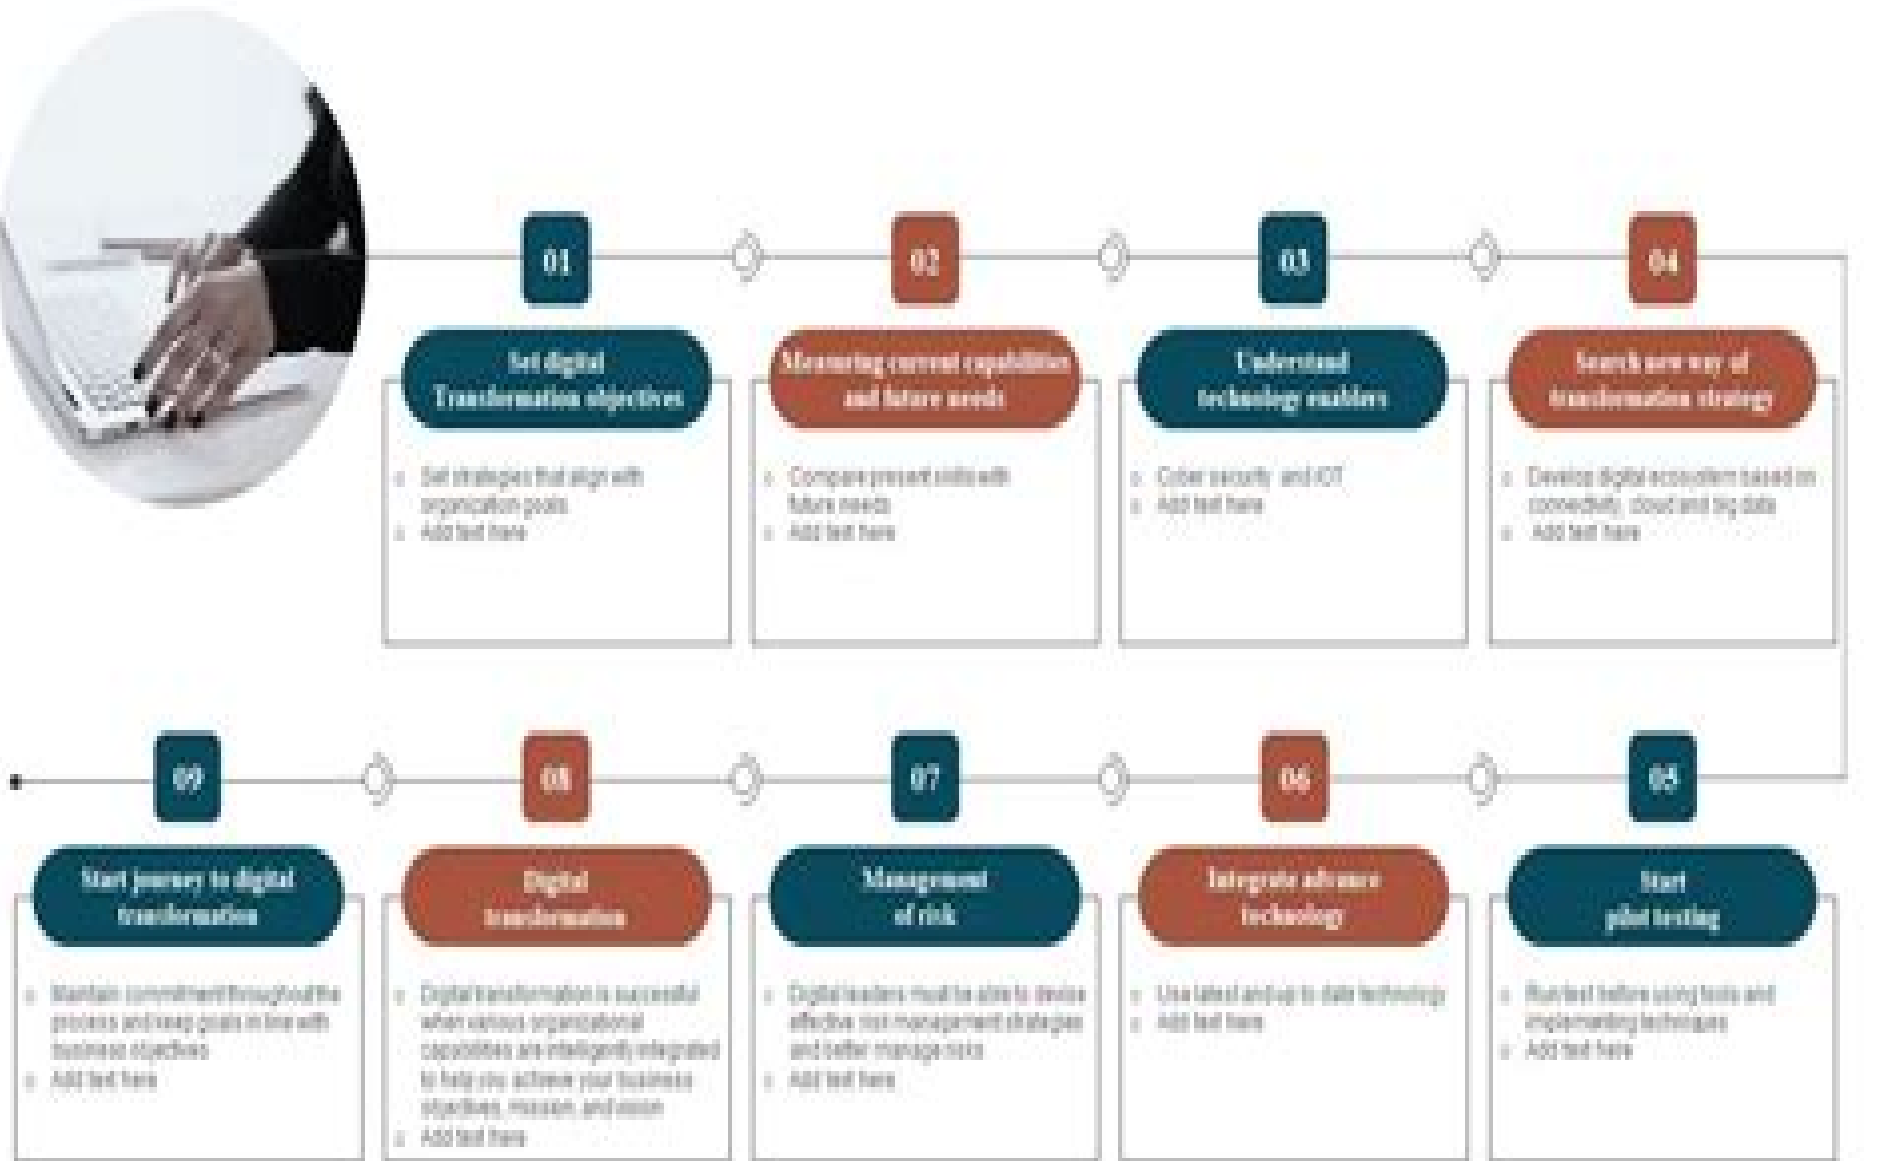 01
02
03
04
Set digital
Transformation objectives
Set strategies that align with
organization goals
Add text here
Measuring current capabilities
and future needs
Compare present skills with
future needs
Add text here
Understand
technology enablers
Cyber security and IOT
Add text here
Search new way of
transformation strategy
Develop digital ecosystem based on
connectivity, cloud and big data
Add text here
09
08
07
06
05
Start journey to digital
transformation
Maintain commitment throughout the
process and keep goals in line with
business objectives
Add text here
Digital
transformation
Digital transformation is successful
when various organizational
capabilities are intelligently integrated
to help you achieve your business
objectives, mission, and vision
Add text here
Management
of risk
Digital leaders must be able to devise
effective risk management strategies
and better manage risks
Add text here
Integrate advance
technology
Use latest and up to date technology
Add text here
Start
pilot testing
Run test before using tools and
implementing techniques
Add text here